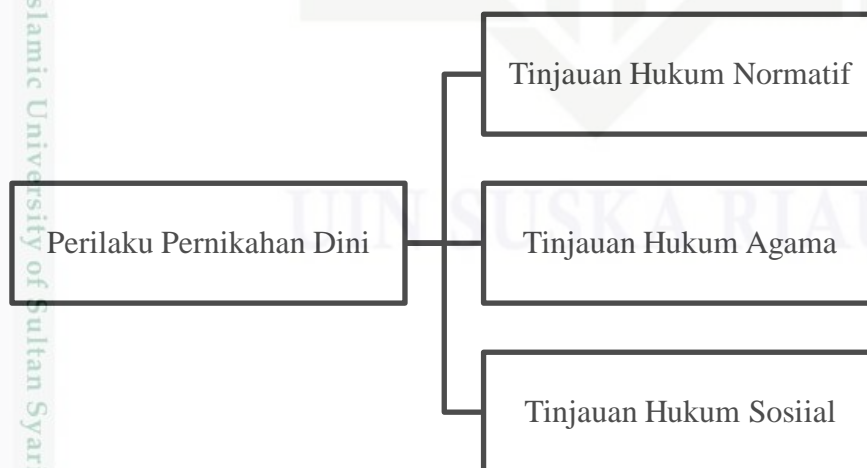 Islamic University of Sultan Syar
UIN SUSKA RIAU
Tinjauan Hukum Normatif
Perilaku Pernikahan Dini
Tinjauan Hukum Agama
Tinjauan Hukum Sosiial